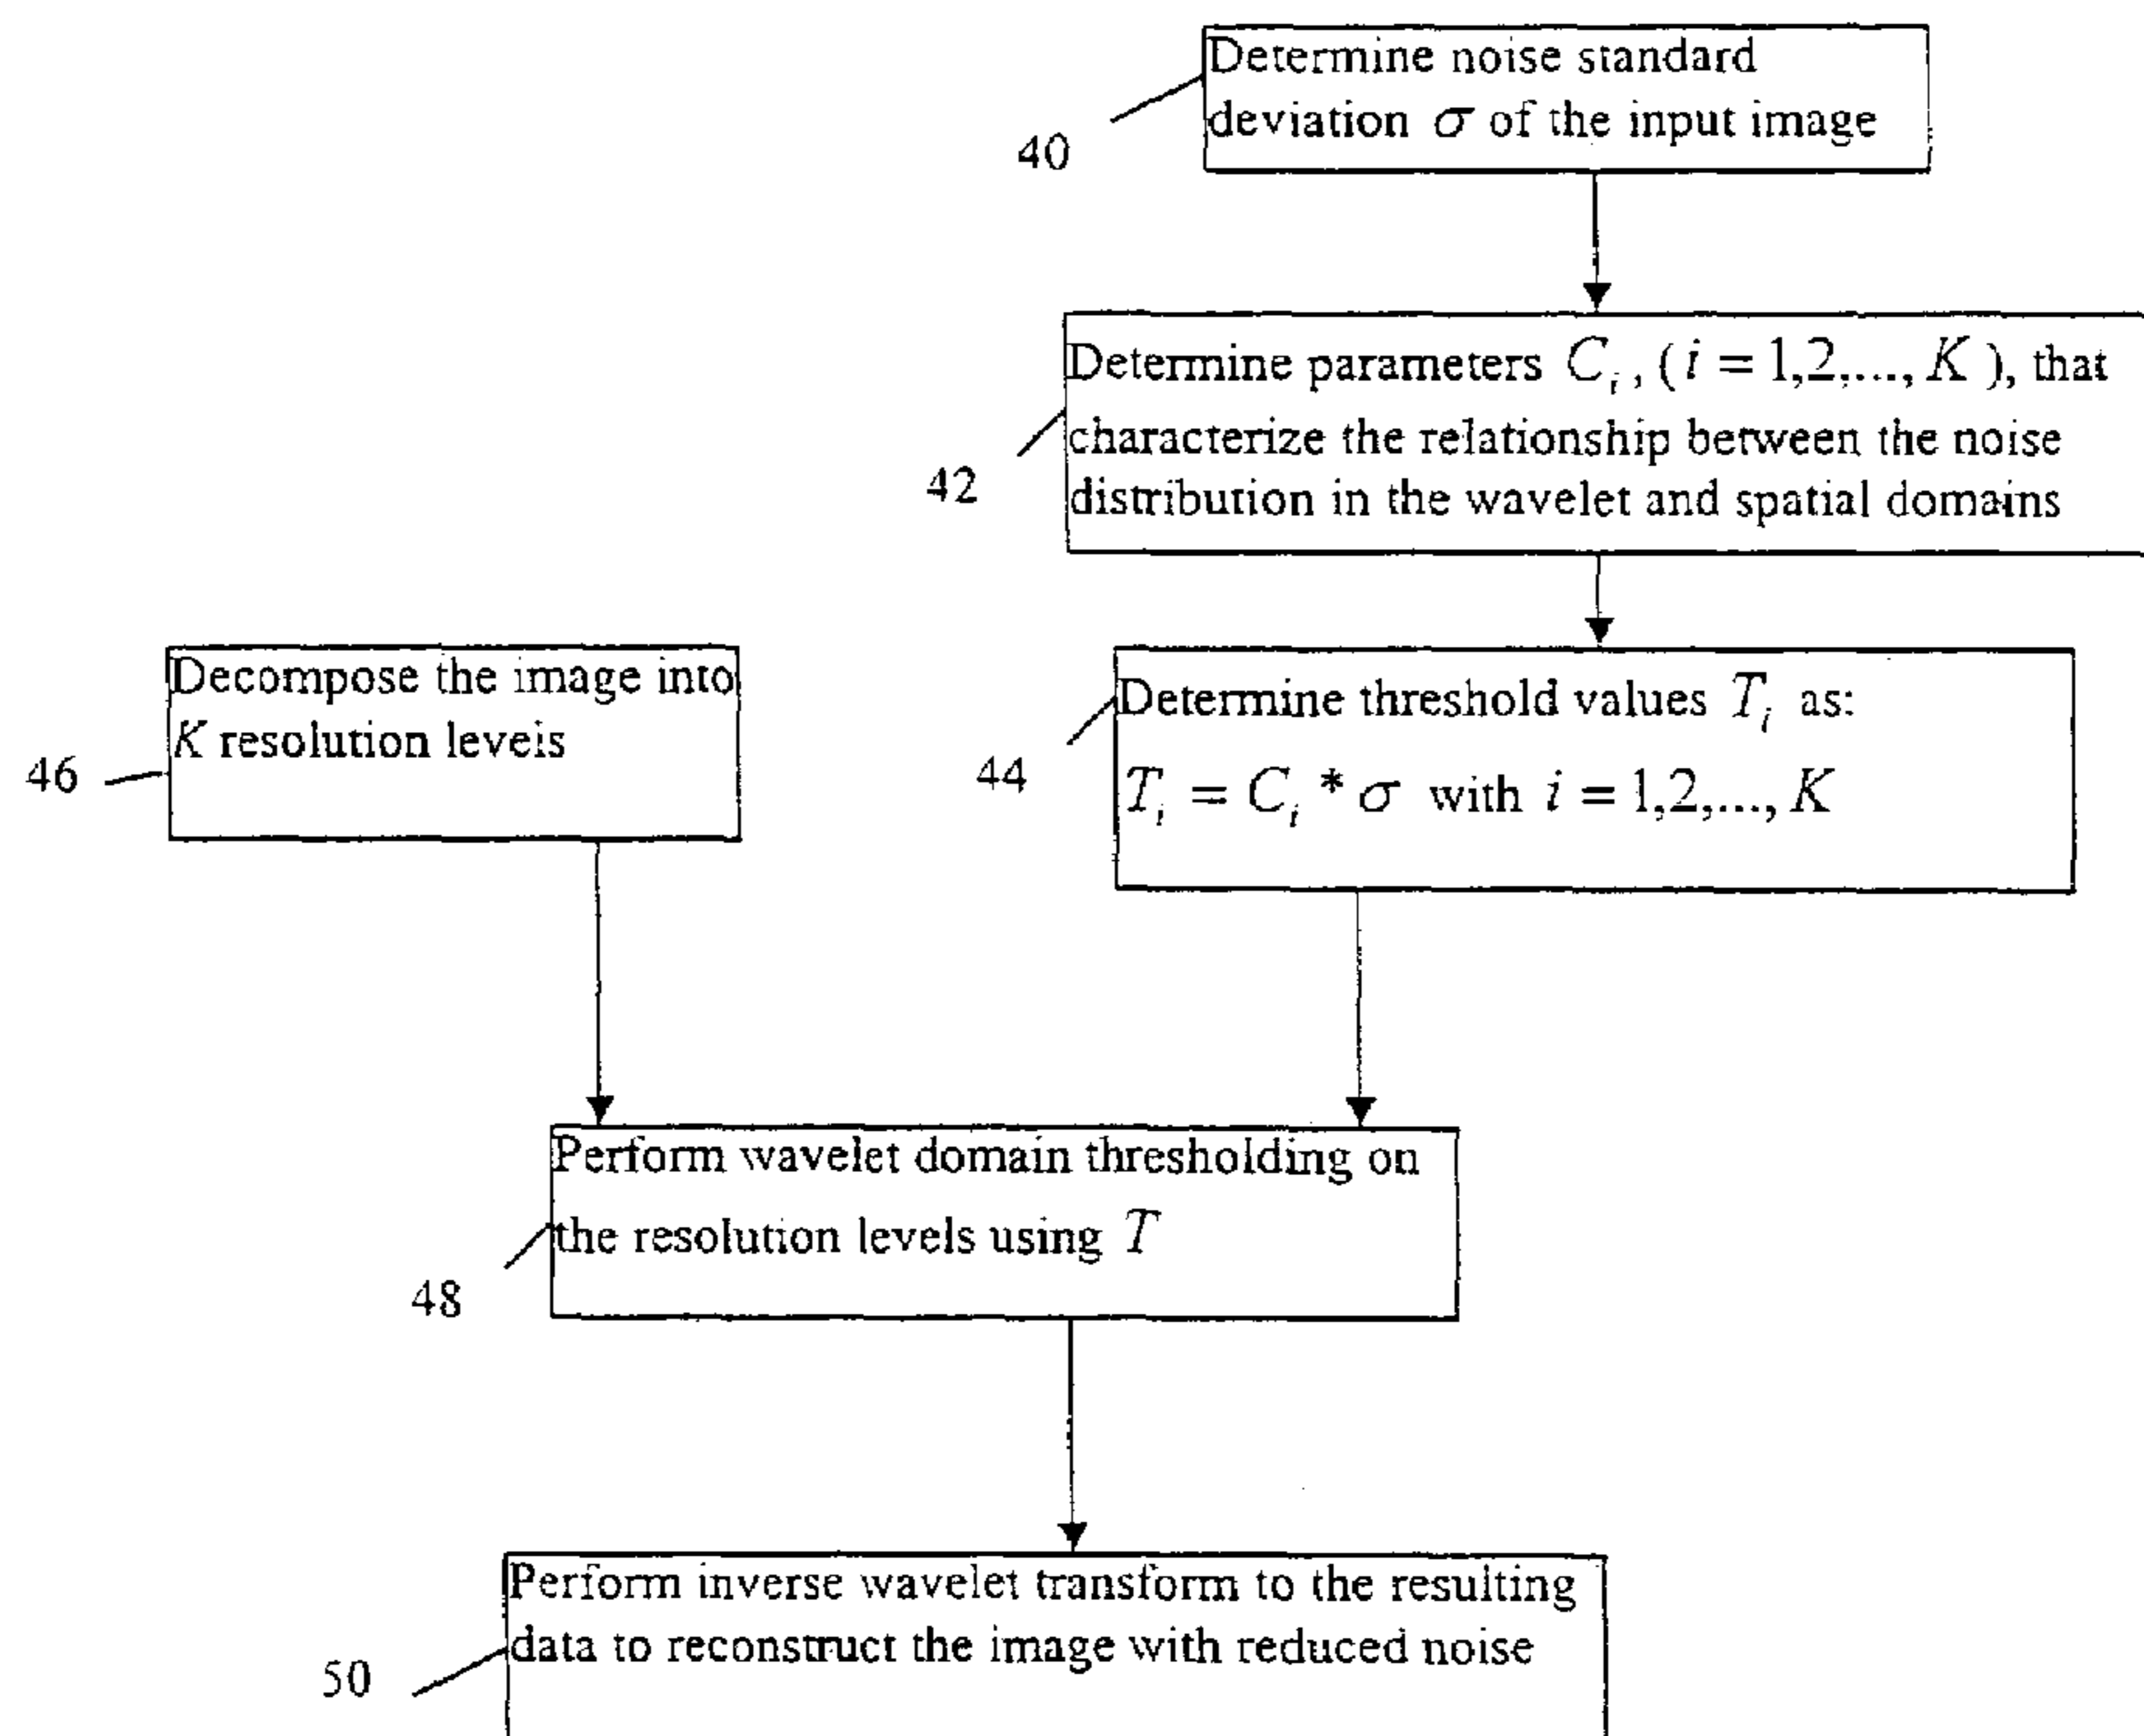 Determine noise standard
deviation σ of the input image
40
Determine parameters C_i, (i = 1,2,..., K), that
characterize the relationship between the noise
distribution in the wavelet and spatial domains
42
Decompose the image into
K resolution levels
46
Determine threshold values T_i as:
T_i = C_i * σ with i = 1,2,..., K
44
Perform wavelet domain thresholding on
the resolution levels using T
48
Perform inverse wavelet transform to the resulting
data to reconstruct the image with reduced noise
50